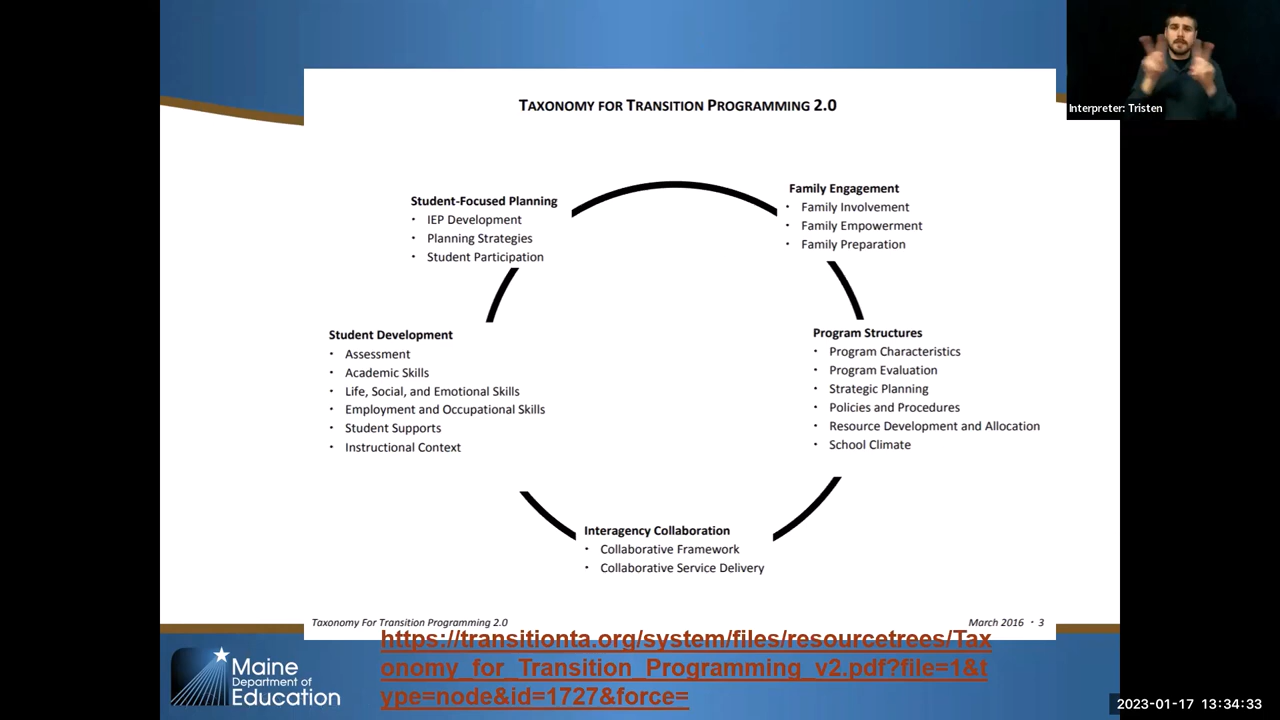 Interpreter: Tristen
TAXONOMY FOR TRANSITION PROGRAMMING 2.0
Student-Focused Planning
• IEP Development
• Planning Strategies
• Student Participation
Family Engagement
• Family Involvement
• Family Empowerment
• Family Preparation
Student Development
• Assessment
• Academic Skills
• Life, Social, and Emotional Skills
• Employment and Occupational Skills
• Student Supports
• Instructional Context
Program Structures
• Program Characteristics
• Program Evaluation
• Strategic Planning
• Policies and Procedures
• Resource Development and Allocation
• School Climate
Interagency Collaboration
• Collaborative Framework
• Collaborative Service Delivery
Taxonomy For Transition Programming 2.0
March 2016 • 3
https://transitionta.org/system/files/resourcetrees/Tax
onomy_for_Transition_Programming_v2.pdf?file=1&t
ype=node&id=1727&force=
Maine
Department of
Education
2023-01-17 13:34:33